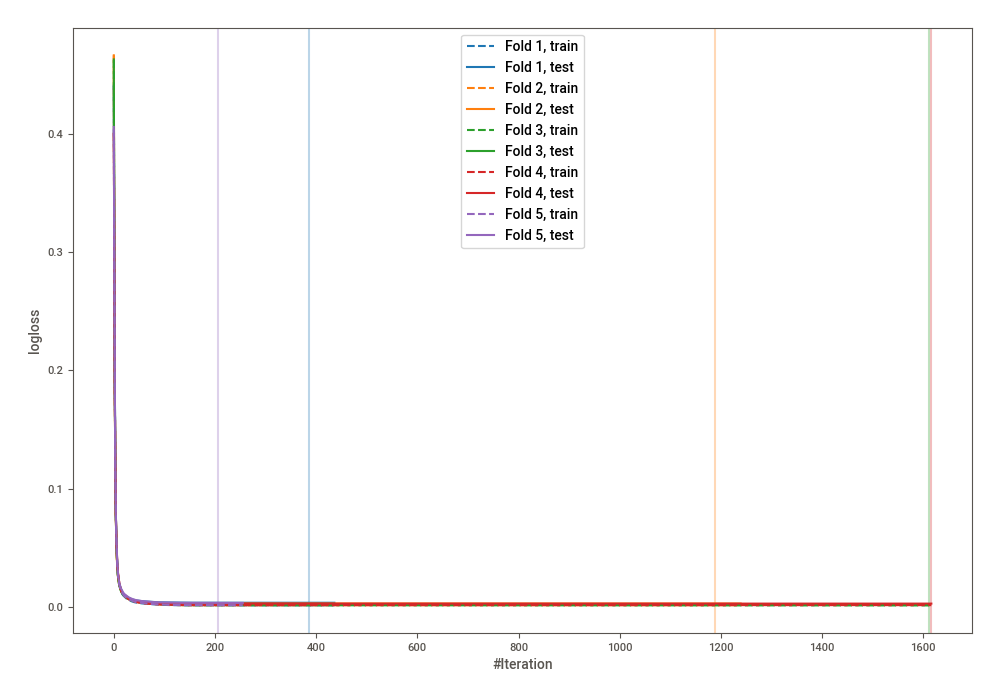 Fold 1, train
Fold 1, test
Fold 2, train
Fold 2, test
Fold 3, train
Fold 3, test
Fold 4, train
Fold 4, test
Fold 5, train
Fold 5, test
logloss
0.4
0.3
0.2
0.1
0.0
0 200 400 600 800 1000 1200 1400 1600
#Iteration